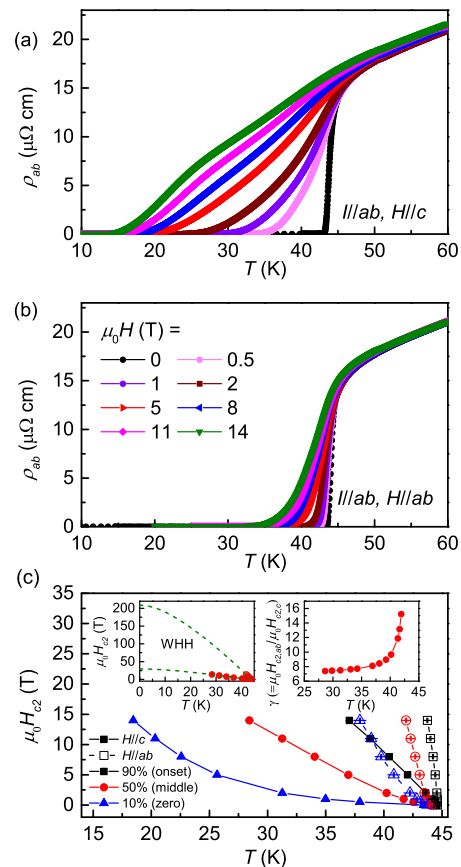 (a)
20
15
10
5
0
ρab (μΩ cm)
I//ab, H//c
10 20 30 40 50 60
T (K)
(b)
20
15
10
5
0
ρab (μΩ cm)
μ0H (T) =
0 0.5
1 2
5 8
11 14
I//ab, H//ab
10 20 30 40 50 60
T (K)
(c)
35
30
25
20
15
10
5
0
μ0Hc2 (T)
200
150
100
50
0
μ0Hc2 (T)
WHH
0 10 20 30 40
T (K)
16
14
12
10
8
6
γ (=μ0Hc2,ab/μ0Hc2,c)
25 30 35 40 45
T (K)
H//c
H//ab
90% (onset)
50% (middle)
10% (zero)
15 20 25 30 35 40 45
T (K)